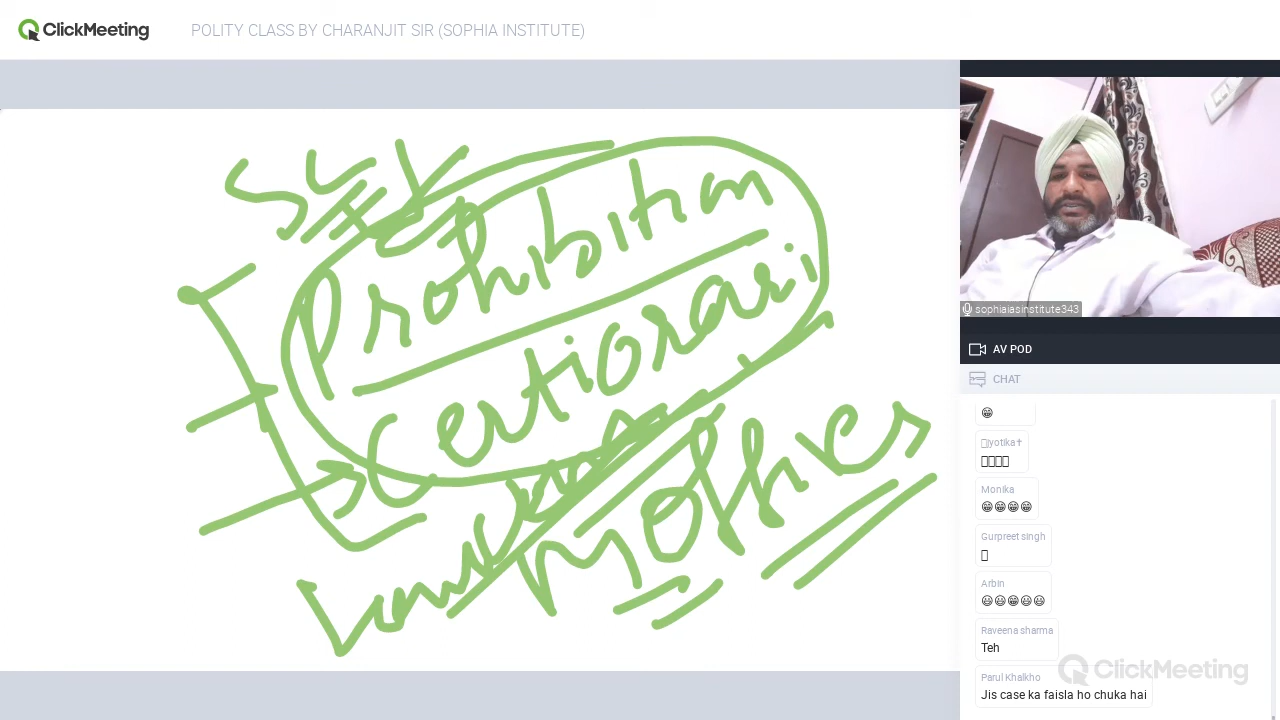 ClickMeeting
POLITY CLASS BY CHARANJIT SIR (SOPHIA INSTITUTE)
Prohibition
Certiorari
Offices
sophiaiasinstitute343
AV POD
CHAT
😁
Jyotika✝
Monika
😁😁😁😁
Gurpreet singh
Arbin
😃😃😁😃😃
Raveena sharma
Teh
Parul Khalkho
Jis case ka faisla ho chuka hai
ClickMeeting